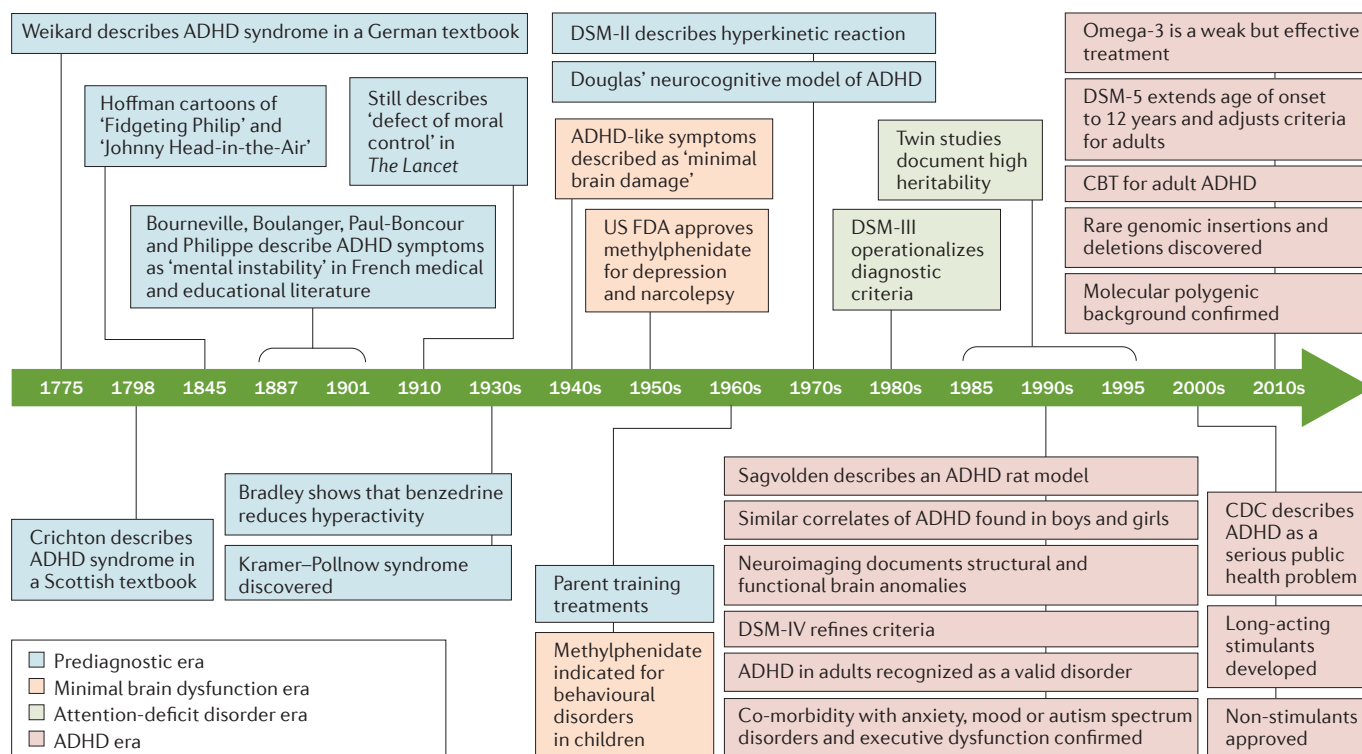 Weikard describes ADHD syndrome in a German textbook
Hoffman cartoons of
‘Fidgeting Philip’ and
‘Johnny Head-in-the-Air’
Still describes
‘defect of moral
control’ in
The Lancet
Bourneville, Boulanger, Paul-Boncour
and Philippe describe ADHD symptoms
as ‘mental instability’ in French medical
and educational literature
DSM-II describes hyperkinetic reaction
Douglas’ neurocognitive model of ADHD
ADHD-like symptoms
described as ‘minimal
brain damage’
US FDA approves
methylphenidate
for depression
and narcolepsy
Twin studies
document high
heritability
DSM-III
operationalizes
diagnostic
criteria
Omega-3 is a weak but effective
treatment
DSM-5 extends age of onset
to 12 years and adjusts criteria
for adults
CBT for adult ADHD
Rare genomic insertions and
deletions discovered
Molecular polygenic
background confirmed
1775 1798 1845 1887 1901 1910 1930s 1940s 1950s 1960s 1970s 1980s 1985 1990s 1995 2000s 2010s
Crichton describes
ADHD syndrome in
a Scottish textbook
Bradley shows that benzedrine
reduces hyperactivity
Kramer–Pollnow syndrome
discovered
Parent training
treatments
Methylphenidate
indicated for
behavioural
disorders
in children
Sagvolden describes an ADHD rat model
Similar correlates of ADHD found in boys and girls
Neuroimaging documents structural and
functional brain anomalies
DSM-IV refines criteria
ADHD in adults recognized as a valid disorder
Co-morbidity with anxiety, mood or autism spectrum
disorders and executive dysfunction confirmed
CDC describes
ADHD as a
serious public
health problem
Long-acting
stimulants
developed
Non-stimulants
approved
Prediagnostic era
Minimal brain dysfunction era
Attention-deficit disorder era
ADHD era